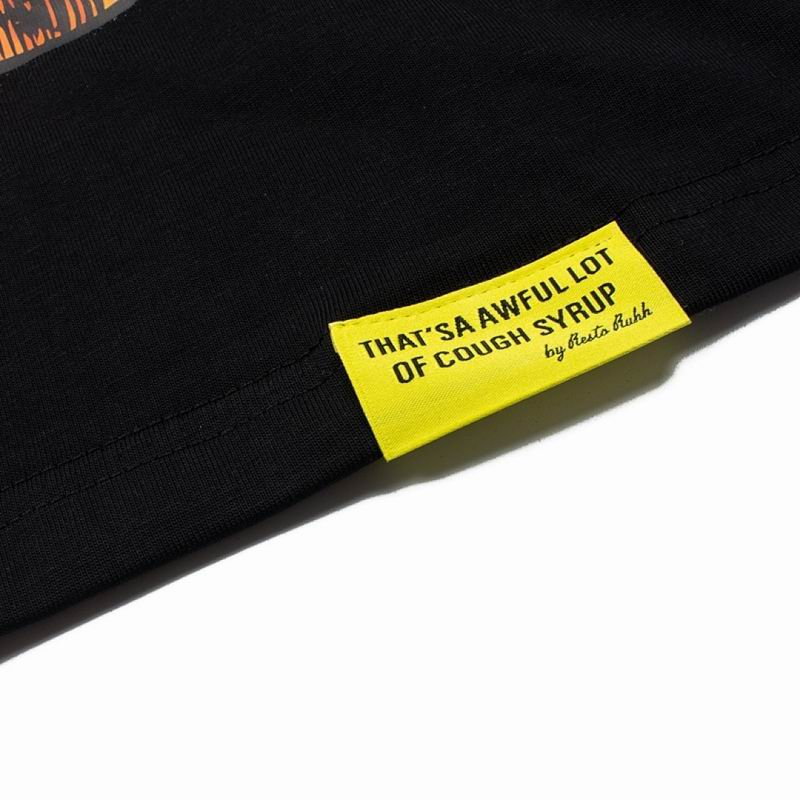 THAT'SA AWFUL LOT
OF COUGH SYRUP
by Resto Ruhh